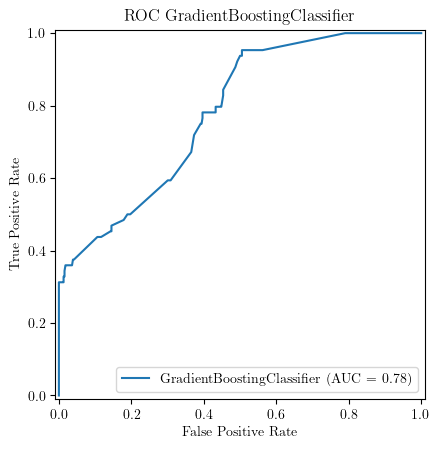 ROC GradientBoostingClassifier
True Positive Rate
1.0
0.8
0.6
0.4
0.2
0.0
GradientBoostingClassifier (AUC = 0.78)
0.0 0.2 0.4 0.6 0.8 1.0
False Positive Rate